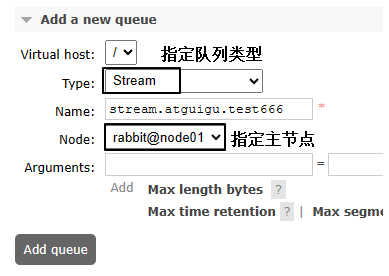 Add a new queue
Virtual host: / 指定队列类型
Type: Stream
Name: stream.atguigu.test666 *
Node: rabbit@node01 指定主节点
Arguments: =
Add Max length bytes ?
Max time retention ? | Max segme
Add queue